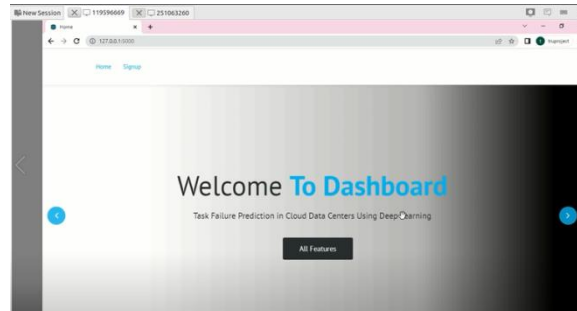 New Session 119596669 251063260
Home
127.0.0.1:8000
Home Signup
Welcome To Dashboard
Task Failure Prediction in Cloud Data Centers Using Deep Learning
All Features